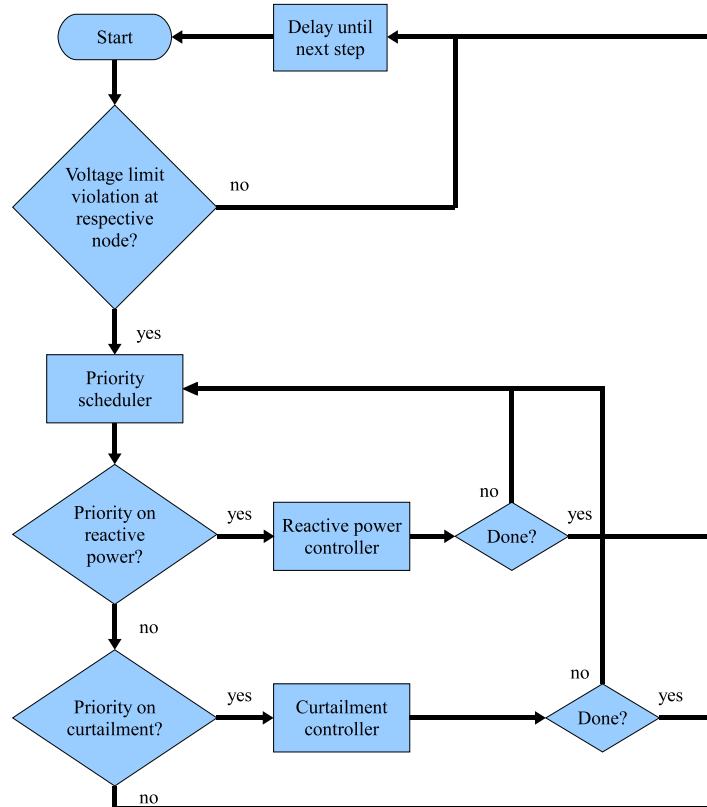 Start
Delay until
next step
Voltage limit
violation at
respective
node?
no
yes
Priority
scheduler
Priority on
reactive
power?
yes
Reactive power
controller
no
Done?
yes
no
Priority on
curtailment?
yes
Curtailment
controller
no
Done?
yes
no